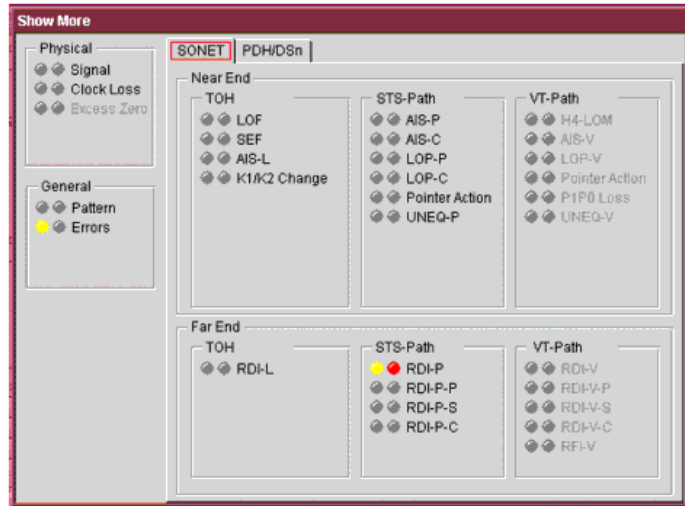 Show More
Physical
Signal
Clock Loss
Excess Zero
General
Pattern
Errors
SONET PDH/DSn
Near End
TOH
LOF
SEF
AIS-L
K1/K2 Change
STS-Path
AIS-P
AIS-C
LOP-P
LOP-C
Pointer Action
UNEQ-P
VT-Path
H4-LOM
AIS-V
LOP-V
Pointer Action
P1P0 Loss
UNEQ-V
Far End
TOH
RDI-L
STS-Path
RDI-P
RDI-P-P
RDI-P-S
RDI-P-C
VT-Path
RDI-V
RDI-V-P
RDI-V-S
RDI-V-C
RFI-V